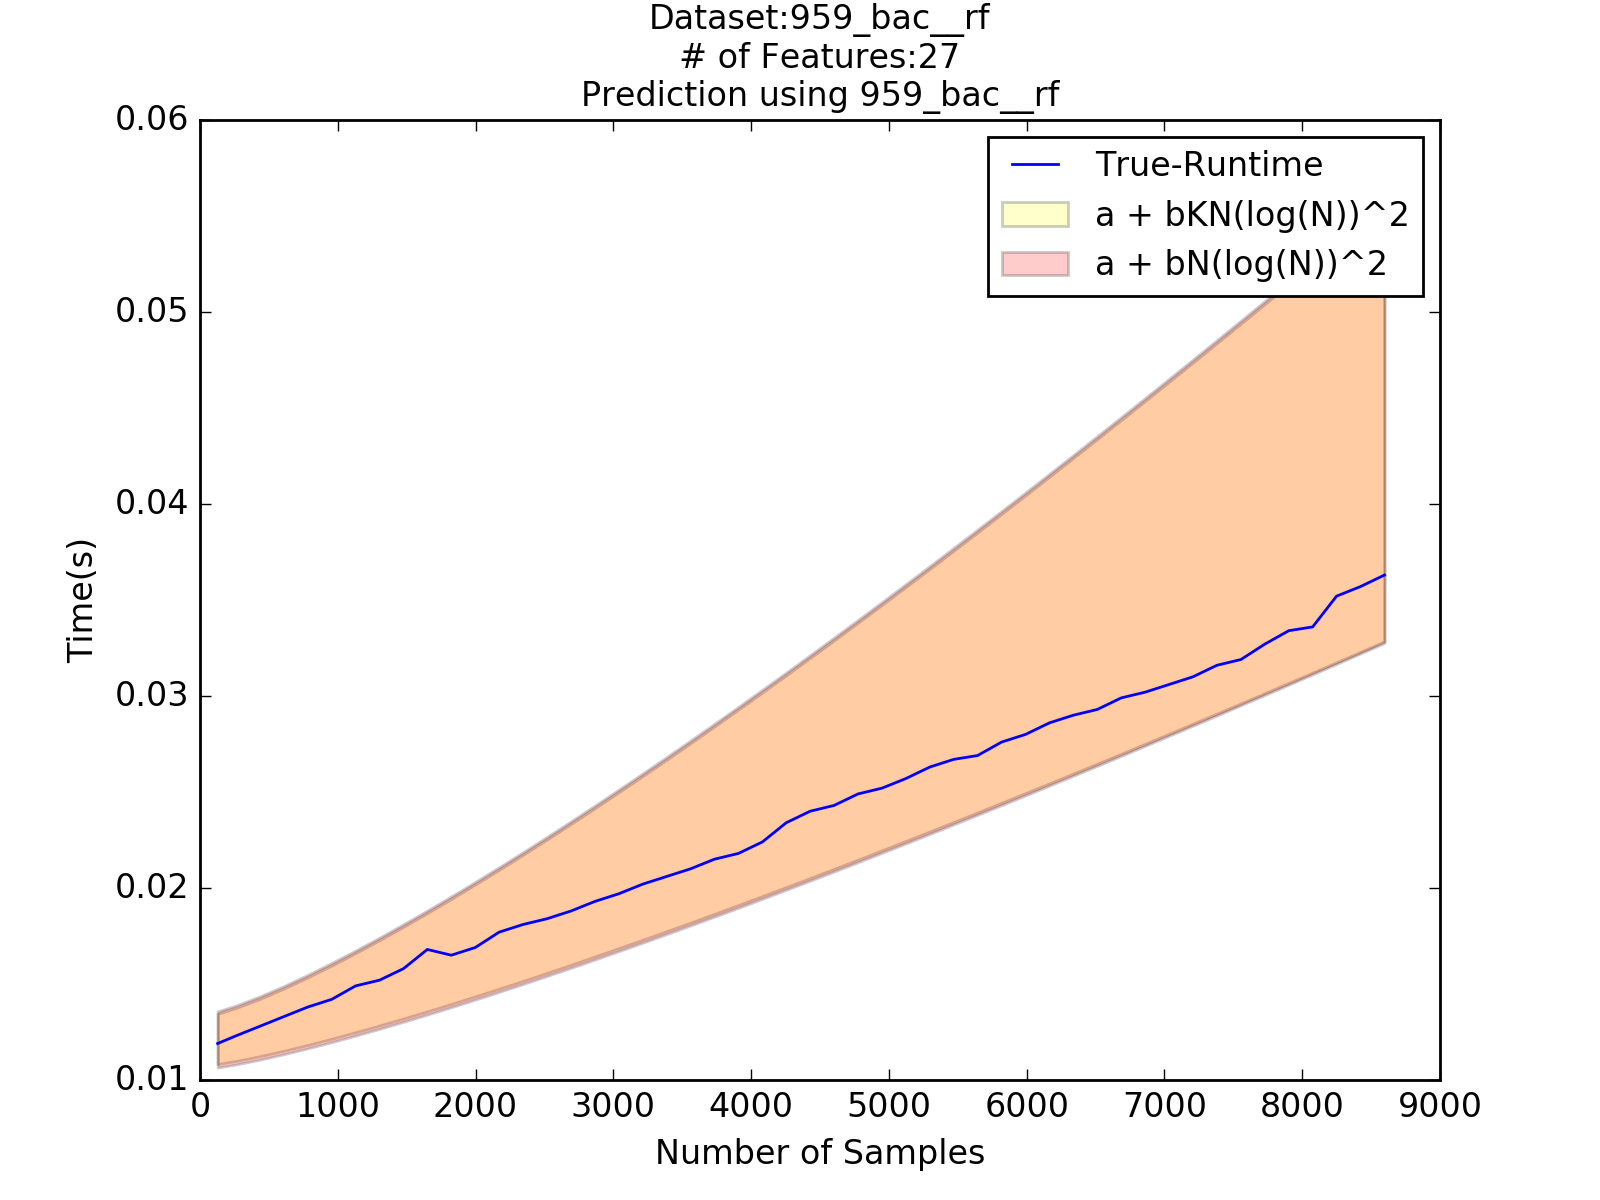 Dataset:959_bac__rf
# of Features:27
Prediction using 959_bac__rf
True-Runtime
a + bKN(log(N))^2
a + bN(log(N))^2
0.06
0.05
0.04
0.03
0.02
0.01
Time(s)
0 1000 2000 3000 4000 5000 6000 7000 8000 9000
Number of Samples